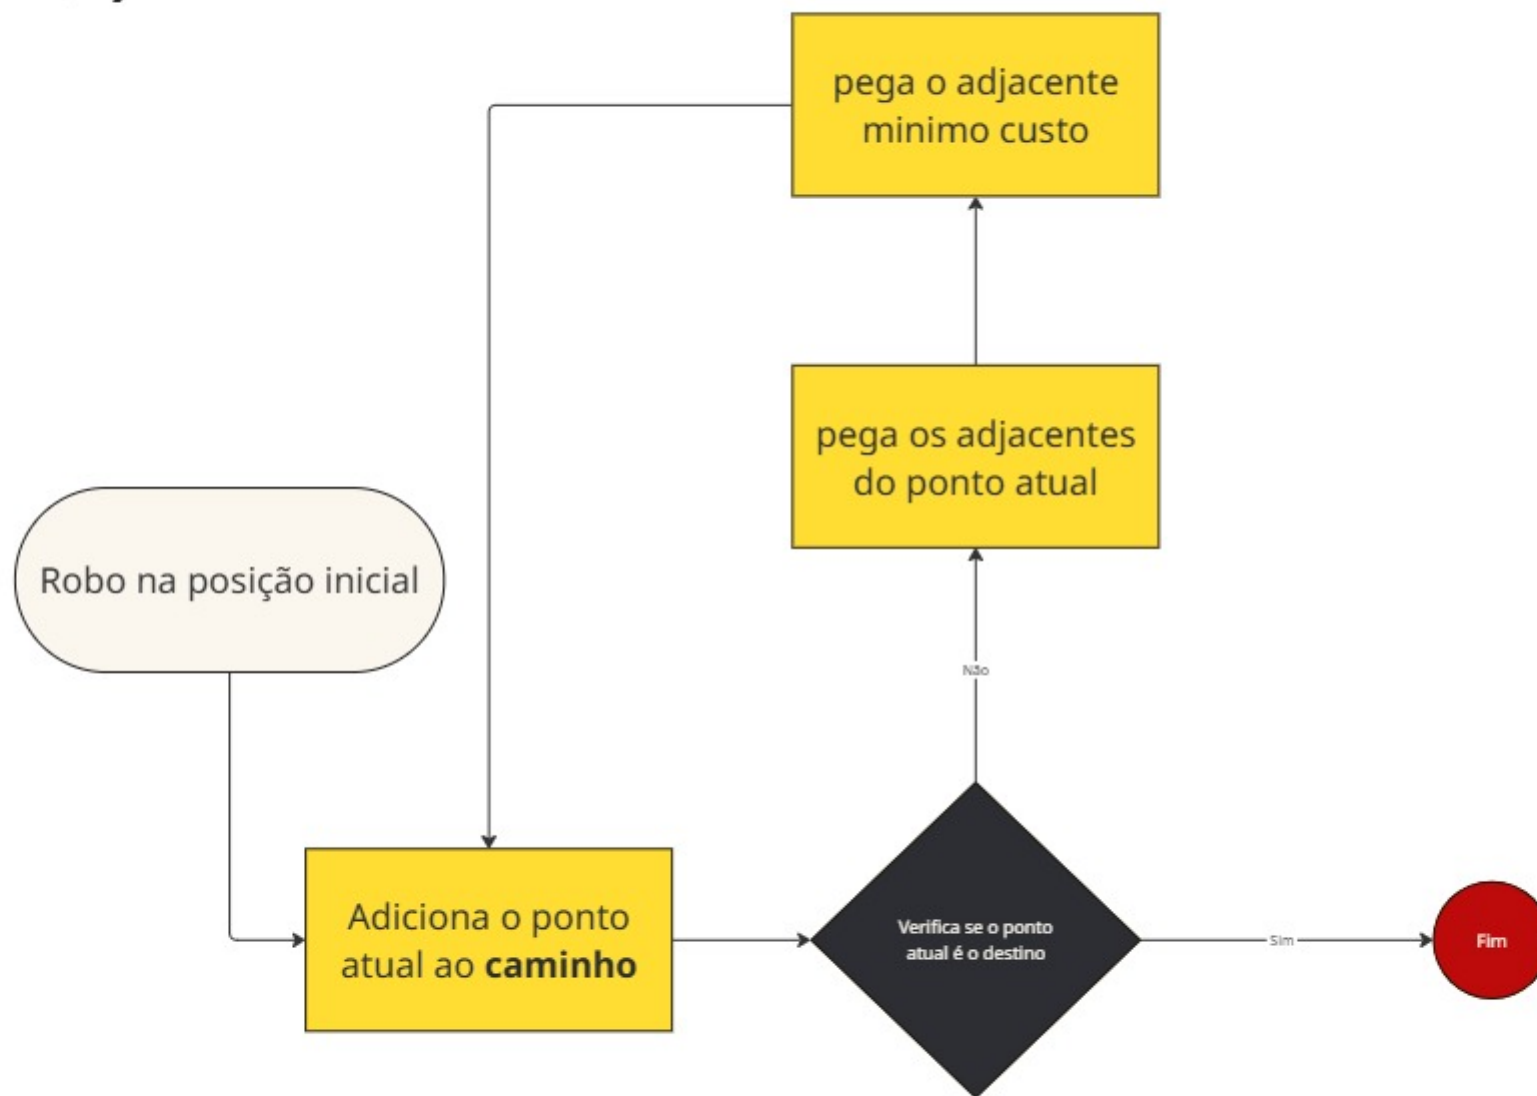 pega o adjacente
minimo custo
pega os adjacentes
do ponto atual
Robo na posição inicial
Não
Adiciona o ponto
atual ao caminho
Verifica se o ponto
atual é o destino
Sim
Fim